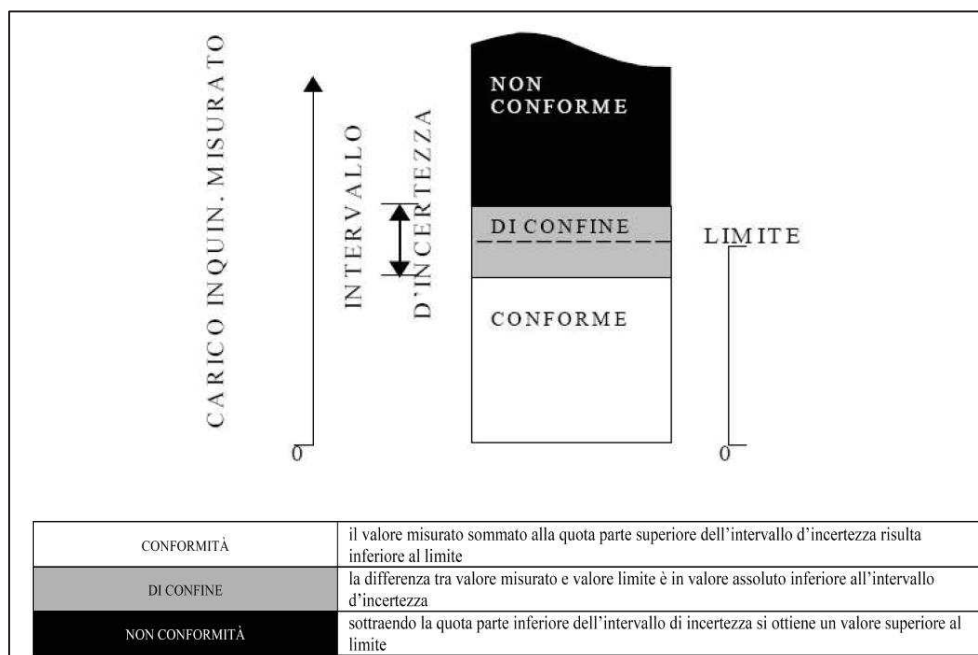 CARICO INQUIN. MISURATO
0
INTERVALLO
D'INCERTEZZA
NON
CONFORME
DI CONFINE
CONFORME
LIMITE
0
CONFORMITÀ
il valore misurato sommato alla quota parte superiore dell'intervallo d'incertezza risulta
inferiore al limite
DI CONFINE
la differenza tra valore misurato e valore limite è in valore assoluto inferiore all'intervallo
d'incertezza
NON CONFORMITÀ
sottraendo la quota parte inferiore dell'intervallo di incertezza si ottiene un valore superiore al
limite